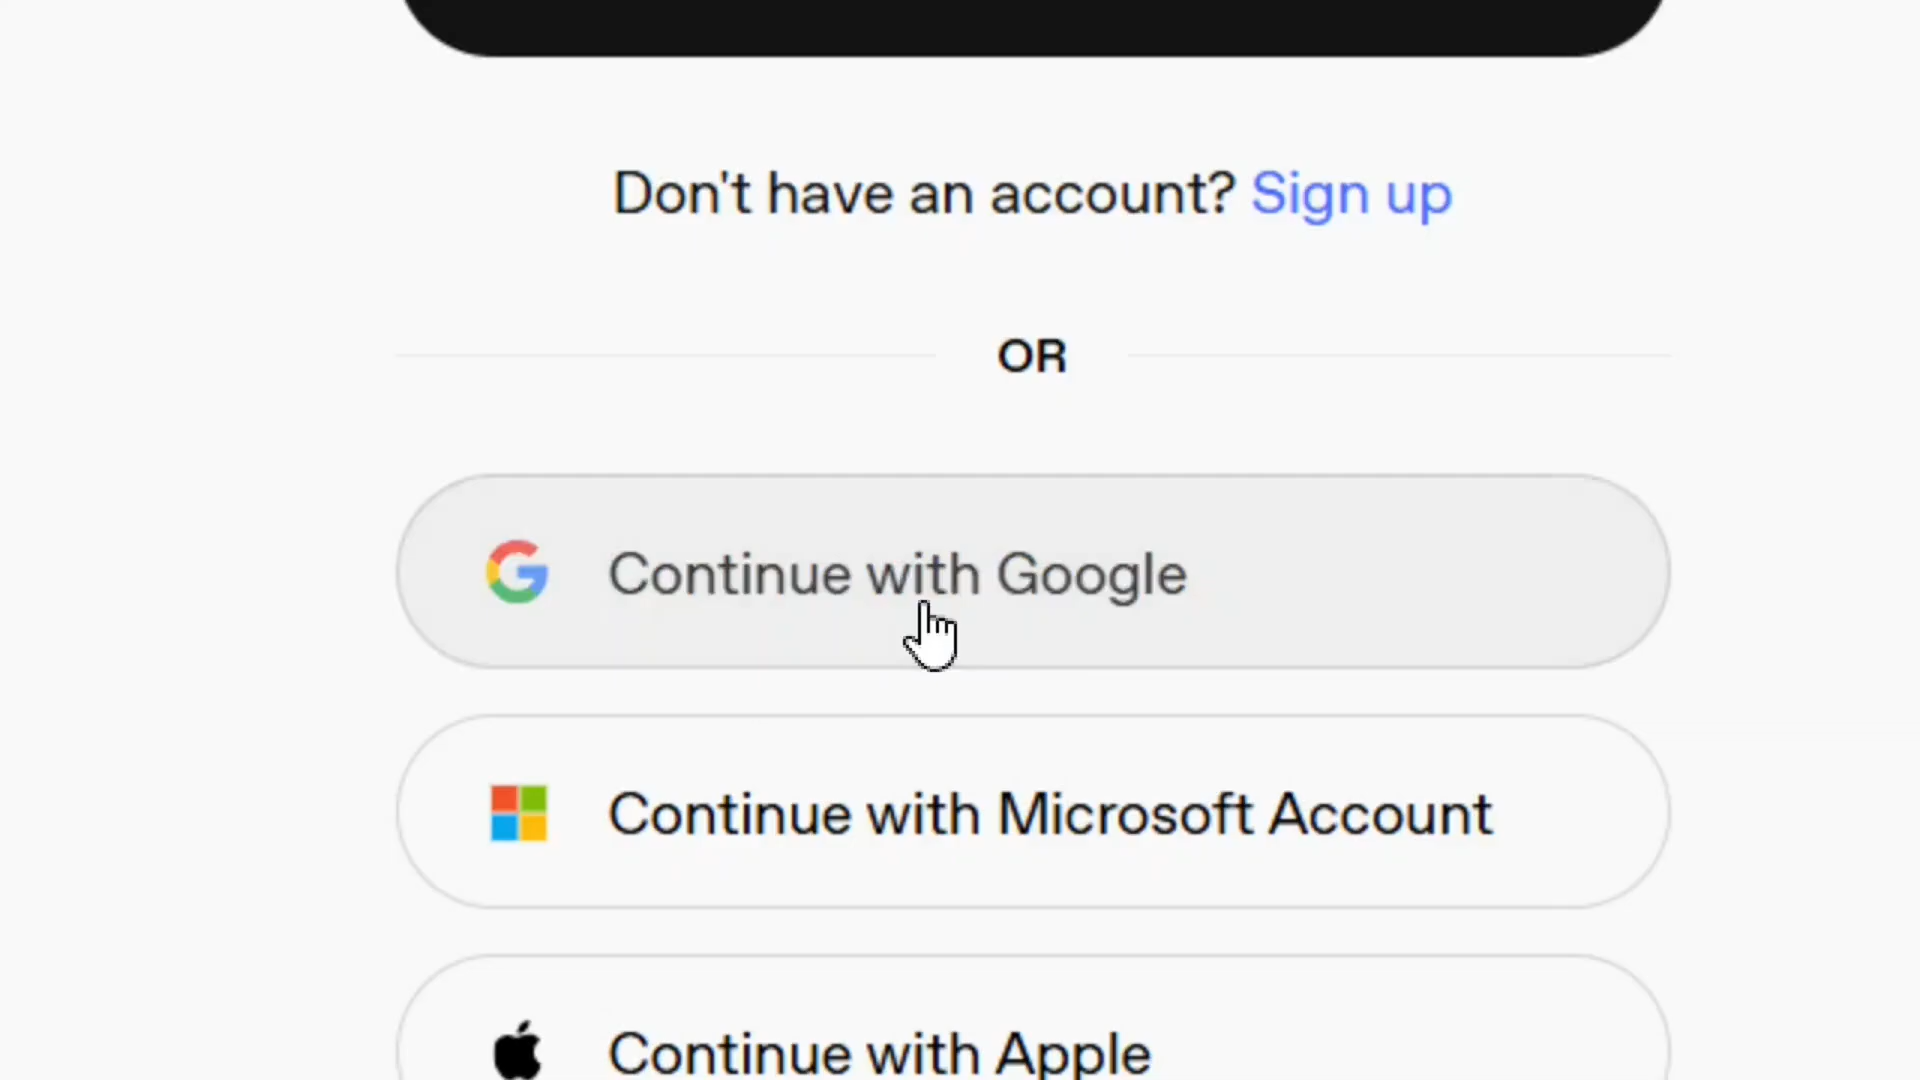 Don't have an account? Sign up
OR
Continue with Google
Continue with Microsoft Account
Continue with Apple